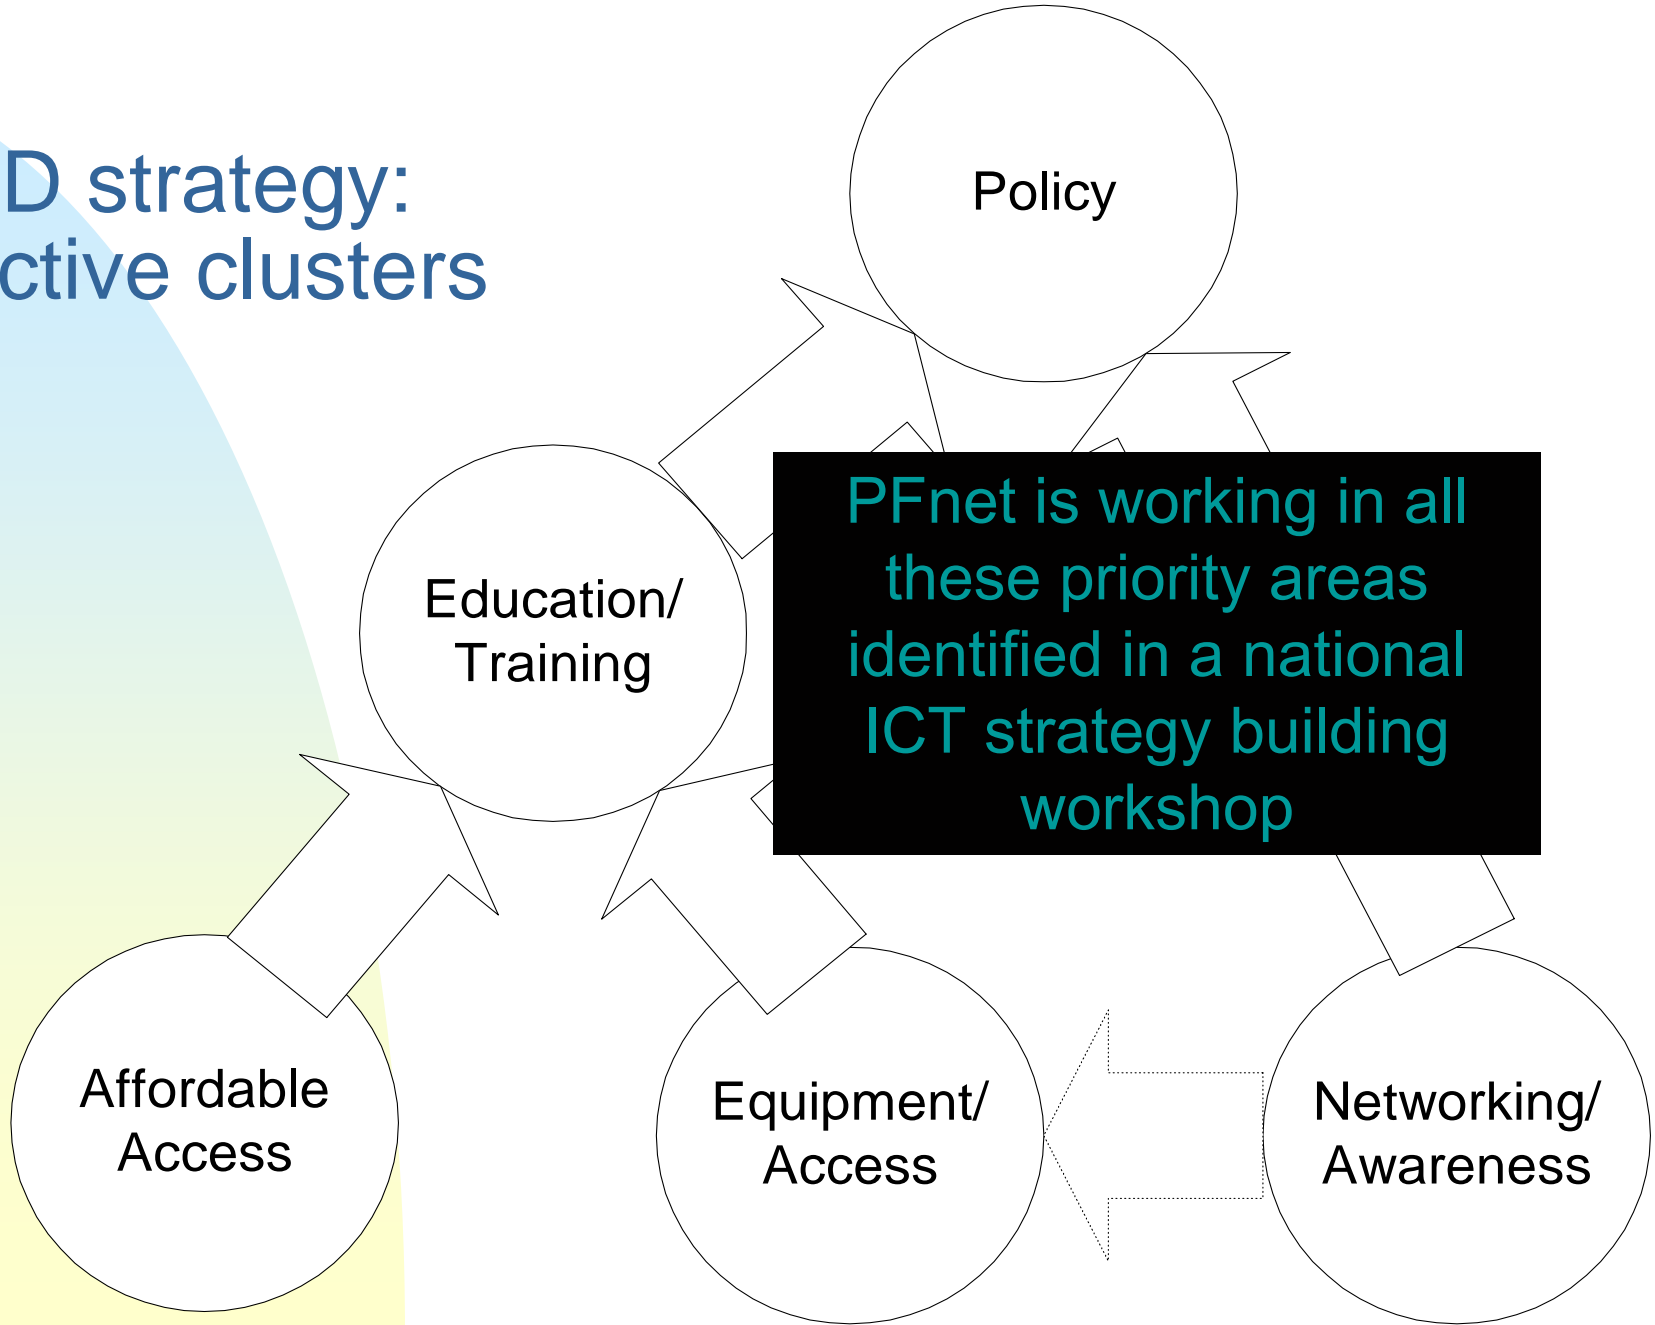 D strategy:
ctive clusters
Policy
Education/
Training
PFnet is working in all
these priority areas
identified in a national
ICT strategy building
workshop
Affordable
Access
Equipment/
Access
Networking/
Awareness